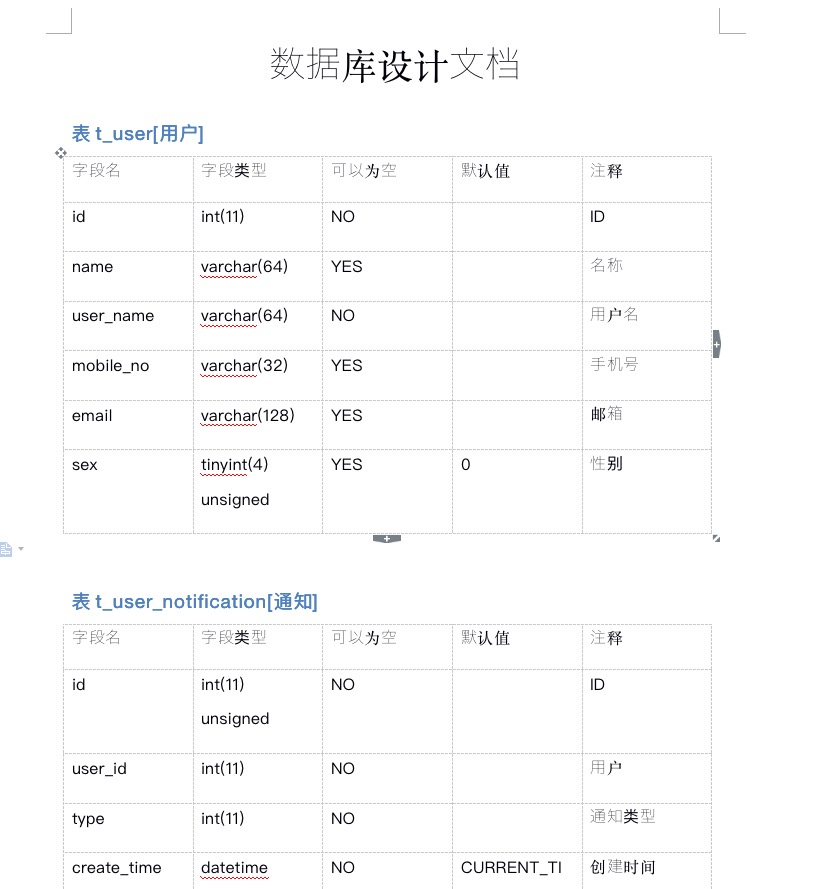 数据库设计文档
表 t_user[用户]
字段名 字段类型 可以为空 默认值 注释
id int(11) NO ID
name varchar(64) YES 名称
user_name varchar(64) NO 用户名
mobile_no varchar(32) YES 手机号
email varchar(128) YES 邮箱
sex tinyint(4) YES 0 性别
unsigned
表 t_user_notification[通知]
字段名 字段类型 可以为空 默认值 注释
id int(11) NO ID
unsigned
user_id int(11) NO 用户
type int(11) NO 通知类型
create_time datetime NO CURRENT_TI 创建时间